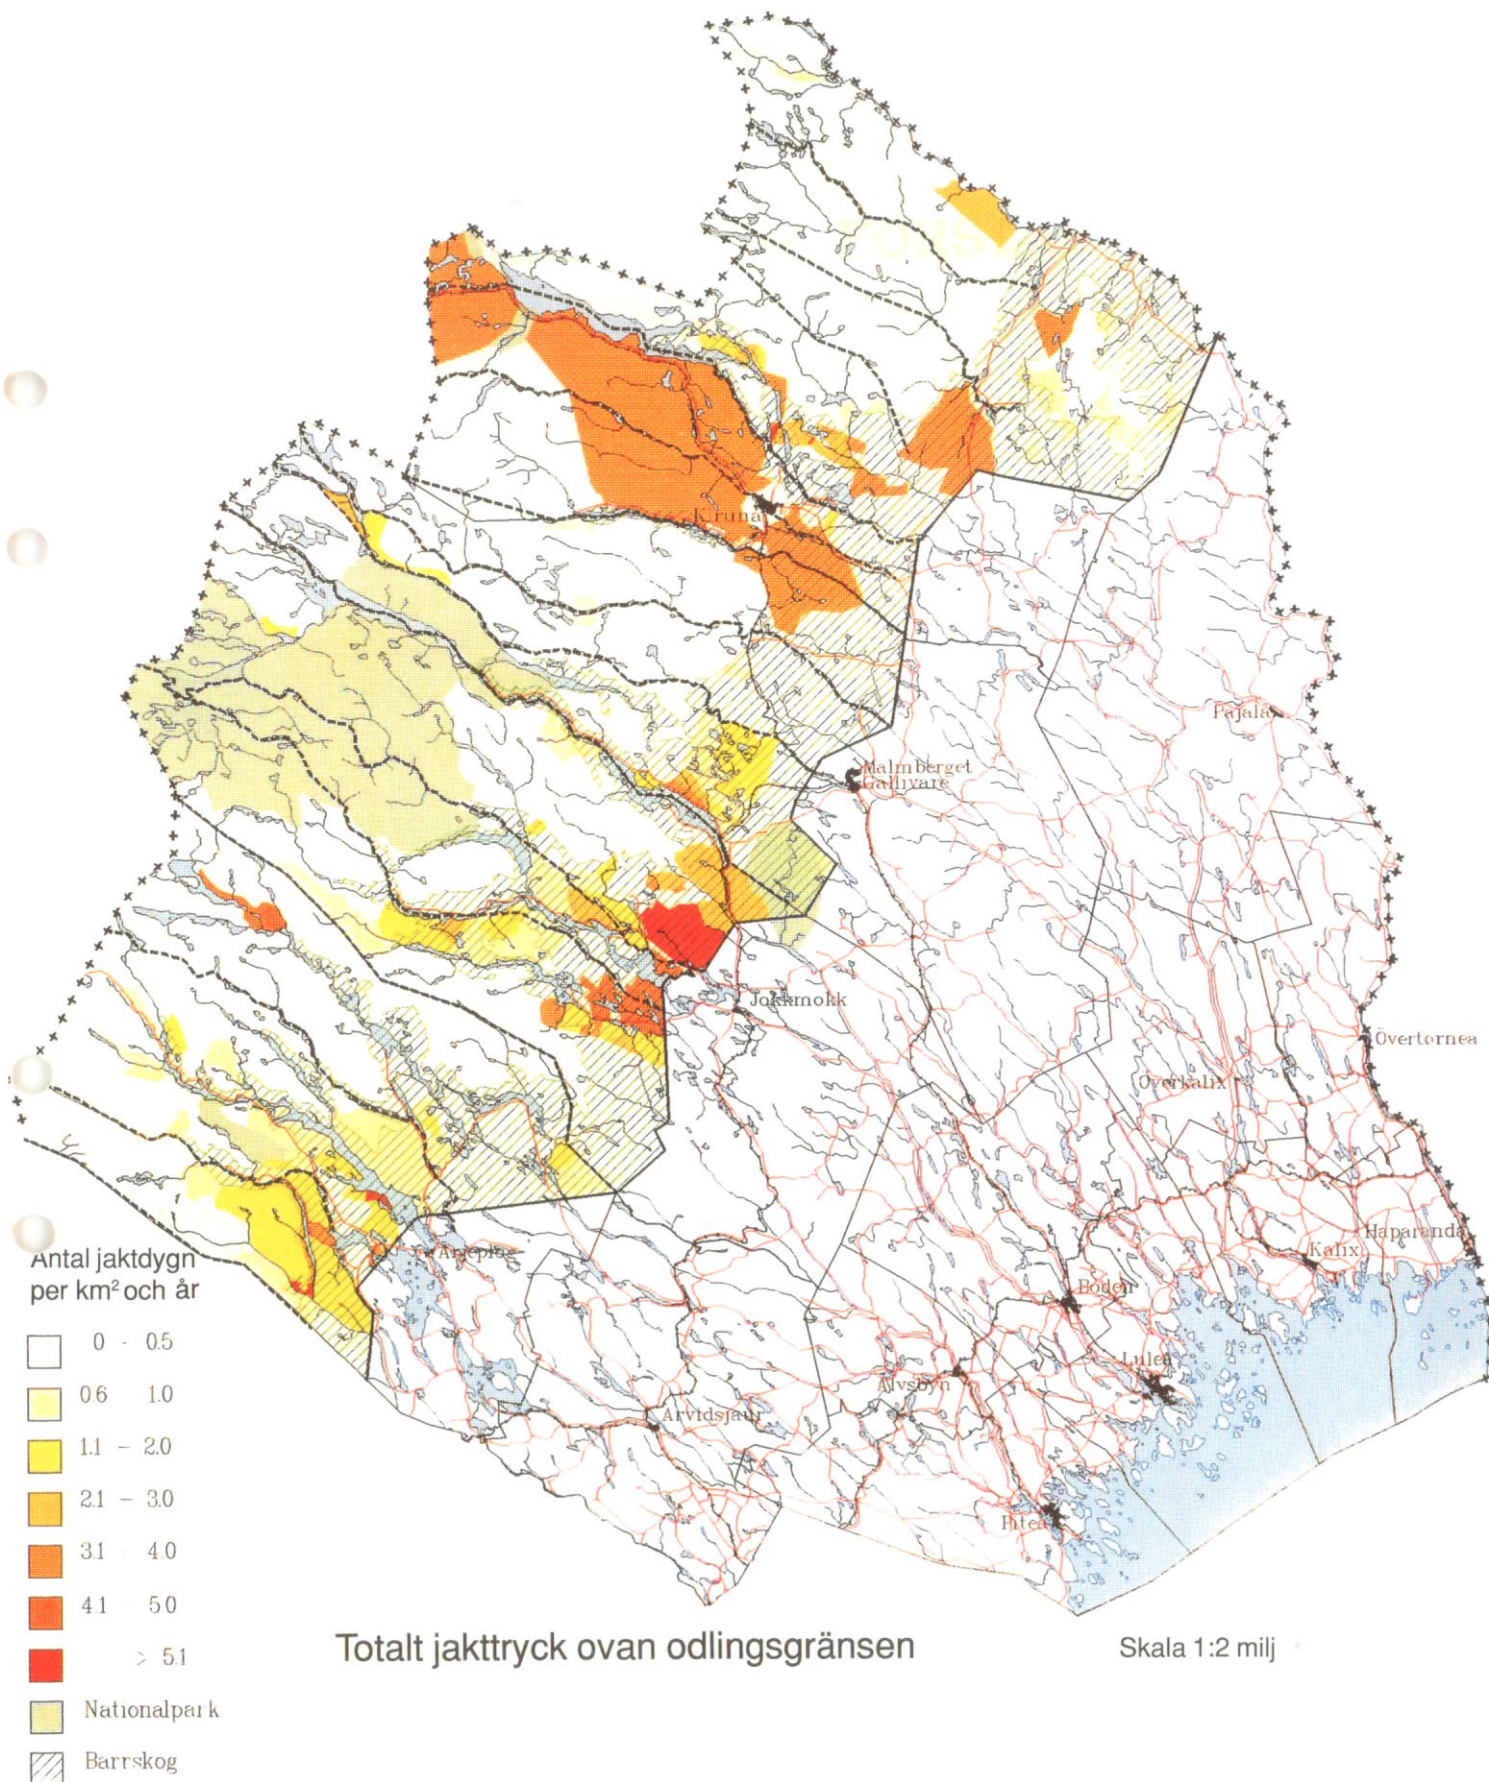 Kiruna
Pajala
Malmberget
Gällivare
Jokkmokk
Övertorneå
Överkalix
Haparanda
Kalix
Arjeplog
Boden
Luleå
Älvsbyn
Arvidsjaur
Piteå
Antal jaktdygn
per km² och år
0 - 0.5
0.6 1.0
1.1 - 2.0
2.1 - 3.0
3.1 4.0
4.1 5.0
> 5.1
Nationalpark
Barrskog
Totalt jakttryck ovan odlingsgränsen
Skala 1:2 milj